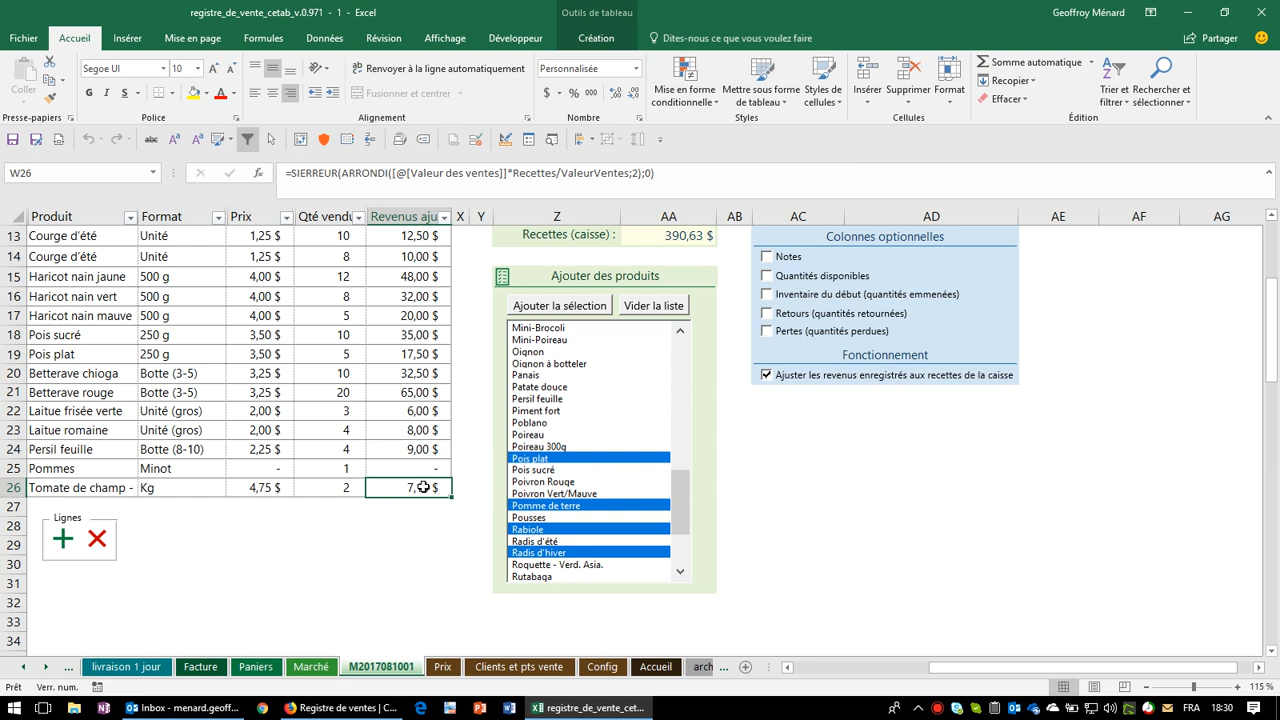 registre_de_vente_cetab_v.0.971 - 1 - Excel
Outils de tableau
Geoffroy Ménard
Fichier Accueil Insérer Mise en page Formules Données Révision Affichage Développeur Création Dites-nous ce que vous voulez faire Partager
Coller
Segoe UI 10
G I S
Renvoyer à la ligne automatiquement
Fusionner et centrer
Personnalisée
$ % 000
Mise en forme conditionnelle
Mettre sous forme de tableau
Styles de cellules
Insérer Supprimer Format
Somme automatique
Recopier
Effacer
Trier et filtrer
Rechercher et sélectionner
Presse-papiers Police Alignement Nombre Styles Cellules Édition
W26 fx =SIERREUR(ARRONDI([@[Valeur des ventes]]*Recettes/ValeurVentes;2);0)
Produit Format Prix Qté vendu Revenus aju X Y Z AA AB AC AD AE AF AG
13 Courge d'été Unité 1,25 $ 10 12,50 $
14 Courge d'été Unité 1,25 $ 8 10,00 $
15 Haricot nain jaune 500 g 4,00 $ 12 48,00 $
16 Haricot nain vert 500 g 4,00 $ 8 32,00 $
17 Haricot nain mauve 500 g 4,00 $ 5 20,00 $
18 Pois sucré 250 g 3,50 $ 10 35,00 $
19 Pois plat 250 g 3,50 $ 5 17,50 $
20 Betterave chioga Botte (3-5) 3,25 $ 10 32,50 $
21 Betterave rouge Botte (3-5) 3,25 $ 20 65,00 $
22 Laitue frisée verte Unité (gros) 2,00 $ 3 6,00 $
23 Laitue romaine Unité (gros) 2,00 $ 4 8,00 $
24 Persil feuille Botte (8-10) 2,25 $ 4 9,00 $
25 Pommes Minot - 1 -
26 Tomate de champ - Kg 4,75 $ 2 7, $
27
28
29
30
31
32
33
34
Lignes
Recettes (caisse) : 390,63 $
Ajouter des produits
Ajouter la sélection
Vider la liste
Mini-Brocoli
Mini-Poireau
Oignon
Oignon à botteler
Panais
Patate douce
Persil feuille
Piment fort
Poblano
Poireau
Poireau 300g
Pois plat
Pois sucré
Poivron Rouge
Poivron Vert/Mauve
Pomme de terre
Pousses
Rabiole
Radis d'été
Radis d'hiver
Roquette - Verd. Asia.
Rutabaga
Colonnes optionnelles
Notes
Quantités disponibles
Inventaire du début (quantités emmenées)
Retours (quantités retournées)
Pertes (quantités perdues)
Fonctionnement
Ajuster les revenus enregistrés aux recettes de la caisse
... livraison 1 jour Facture Paniers Marché M2017081001 Prix Clients et pts vente Config Accueil arch ...
Prêt Verr. num. 115 %
Inbox - menard.geoff...
Registre de ventes | C...
registre_de_vente_cet...
FRA 18:30